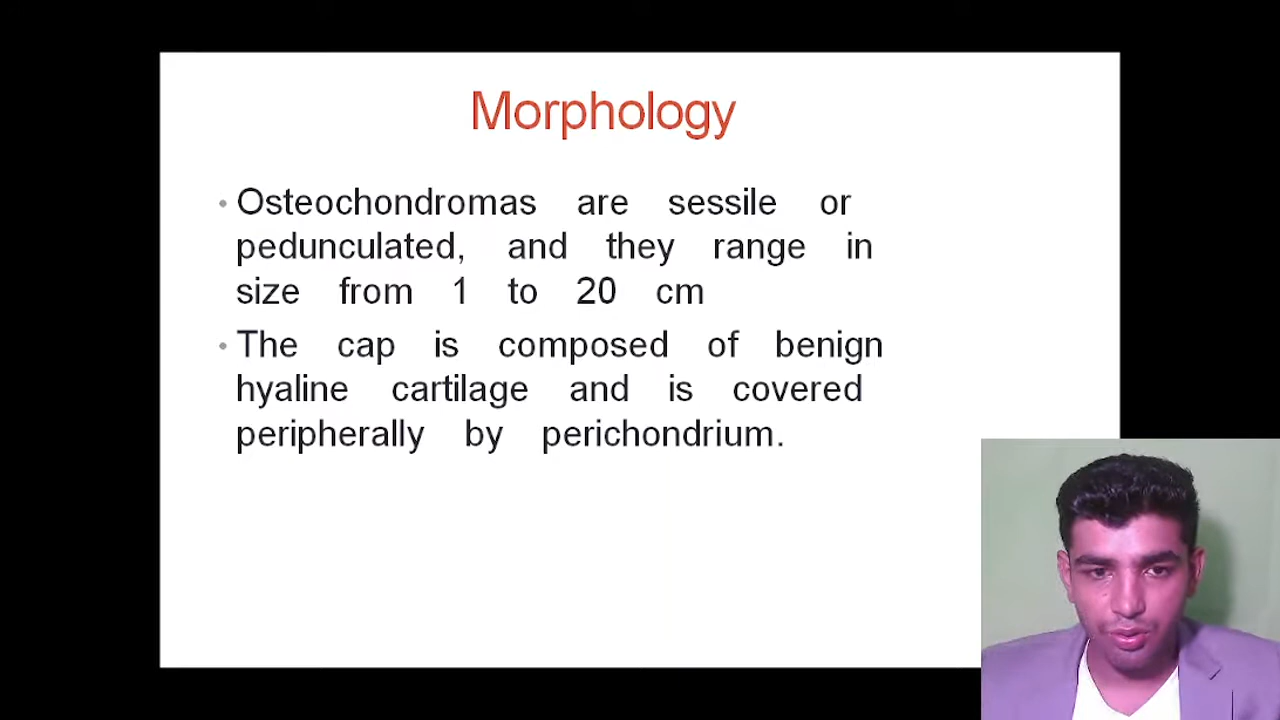 Morphology
• Osteochondromas are sessile or
pedunculated, and they range in
size from 1 to 20 cm
• The cap is composed of benign
hyaline cartilage and is covered
peripherally by perichondrium.